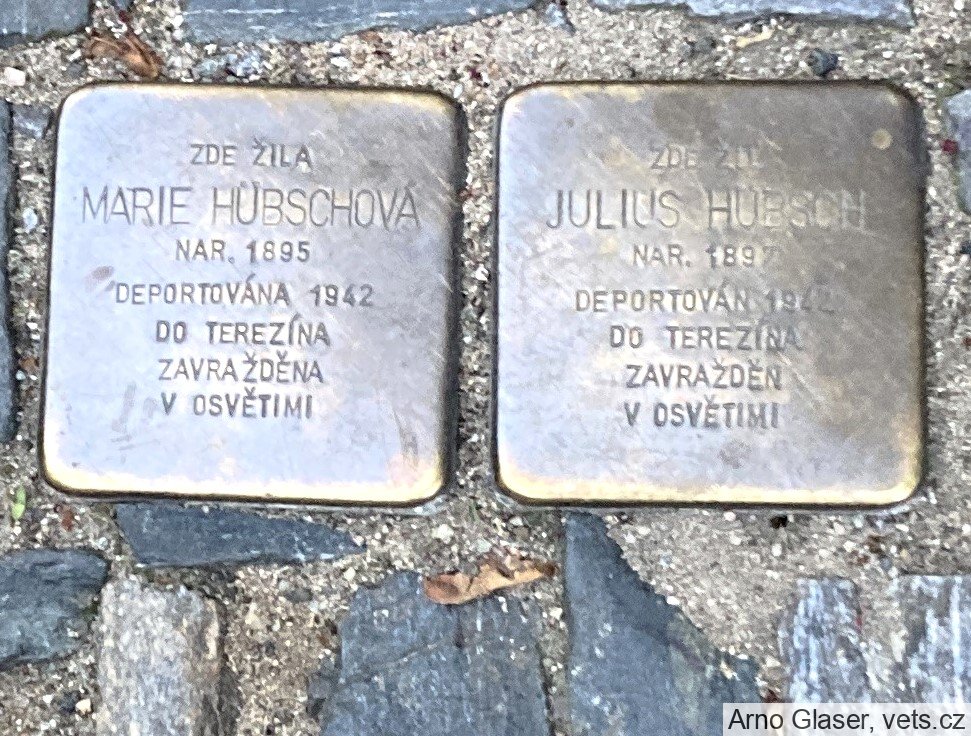 ZDE ŽILA
MARIE HÜBSCHOVÁ
NAR. 1895
DEPORTOVÁNA 1942
DO TEREZÍNA
ZAVRAŽDĚNA
V OSVĚTIMI
ZDE ŽIL
JULIUS HÜBSCH
NAR. 1897
DEPORTOVÁN 1942
DO TEREZÍNA
ZAVRAŽDĚN
V OSVĚTIMI
Arno Glaser, vets.cz